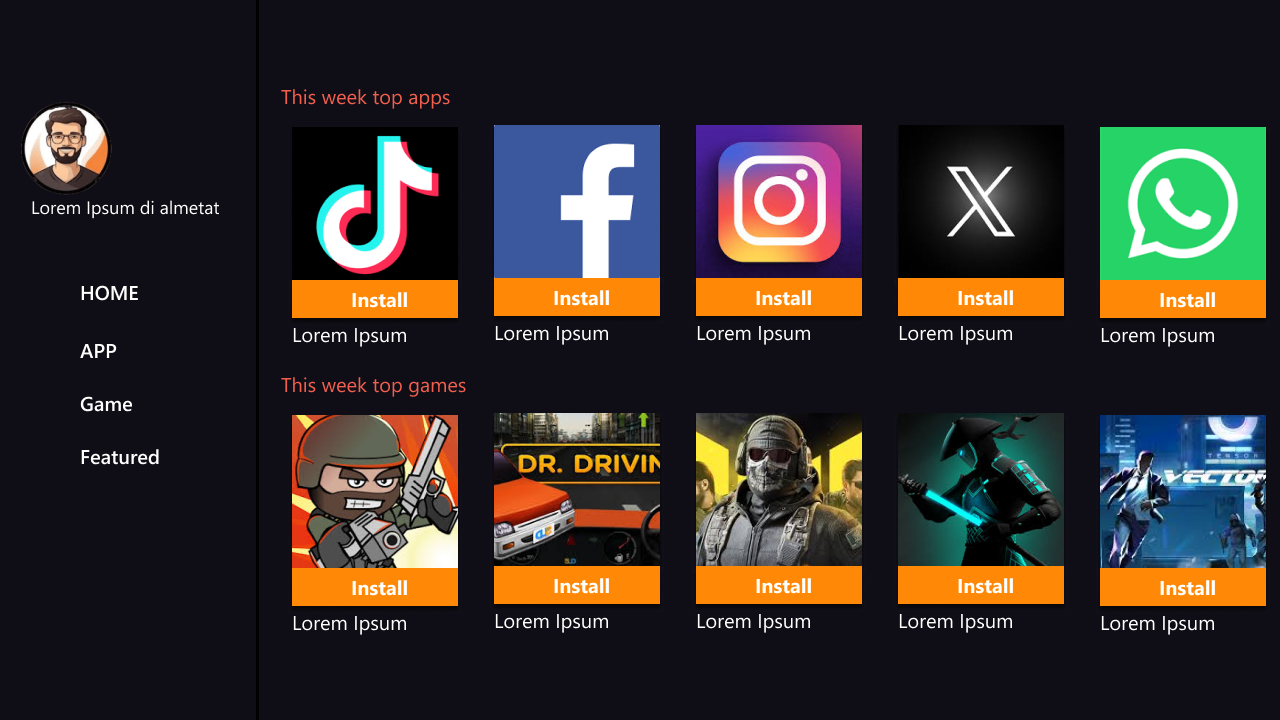 This week top apps
Lorem Ipsum di almetat
HOME
APP
Game
Featured
Install
Install
Install
Install
Install
Lorem Ipsum
Lorem Ipsum
Lorem Ipsum
Lorem Ipsum
Lorem Ipsum
This week top games
DR. DRIVIN
TENSOR
VECTOR
Install
Install
Install
Install
Install
Lorem Ipsum
Lorem Ipsum
Lorem Ipsum
Lorem Ipsum
Lorem Ipsum